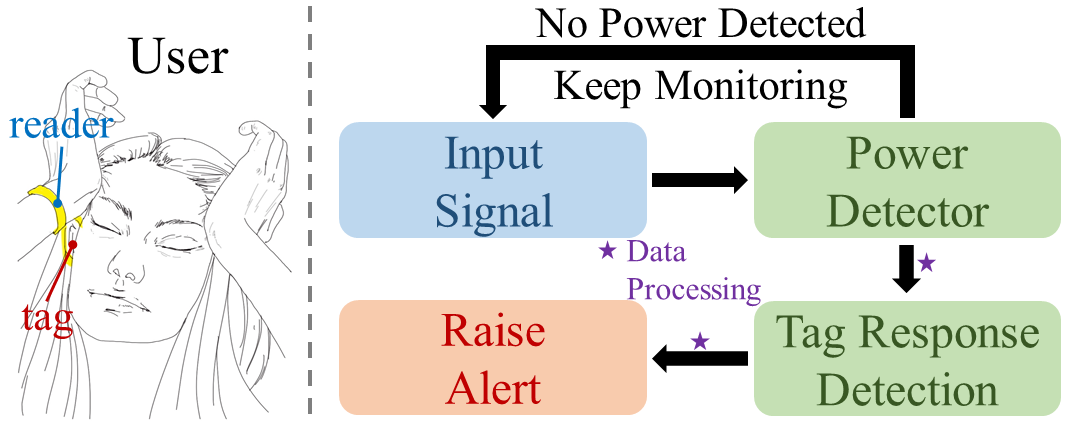 User
reader
tag
No Power Detected
Keep Monitoring
Input
Signal
Power
Detector
★ Data
Processing
★
Raise
Alert
★
Tag Response
Detection